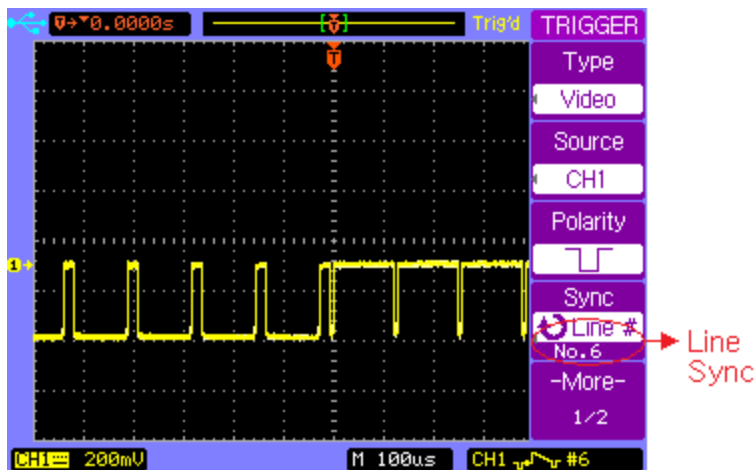 0.0000s
Trig'd
TRIGGER
Type
Video
Source
CH1
Polarity
Sync
Line #
No.6
-More-
1/2
T
1
Line
Sync
CH1 200mV
M 100us
CH1 #6